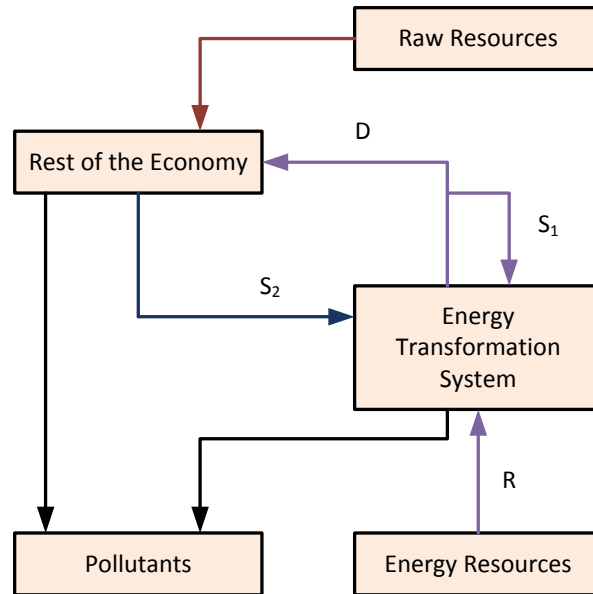 Raw Resources
D
Rest of the Economy
S₁
S₂
Energy
Transformation
System
R
Pollutants
Energy Resources